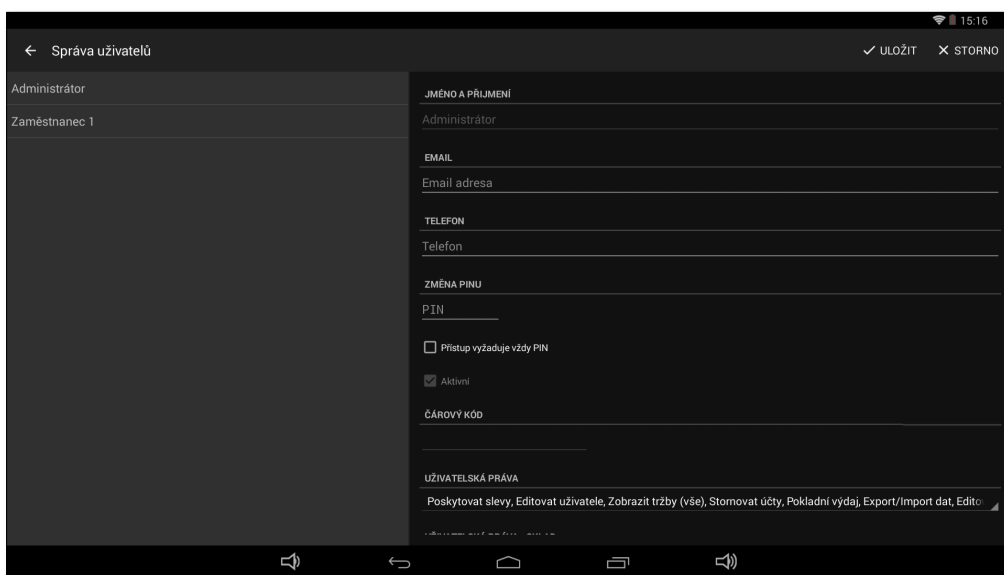 15:16
Správa uživatelů
ULOŽIT
STORNO
Administrátor
Zaměstnanec 1
JMÉNO A PŘIJMENÍ
Administrátor
EMAIL
Email adresa
TELEFON
Telefon
ZMĚNA PINU
PIN
Přístup vyžaduje vždy PIN
Aktivní
ČÁROVÝ KÓD
UŽIVATELSKÁ PRÁVA
Poskytovat slevy, Editovat uživatele, Zobrazit tržby (vše), Stornovat účty, Pokladní výdaj, Export/Import dat, Edito